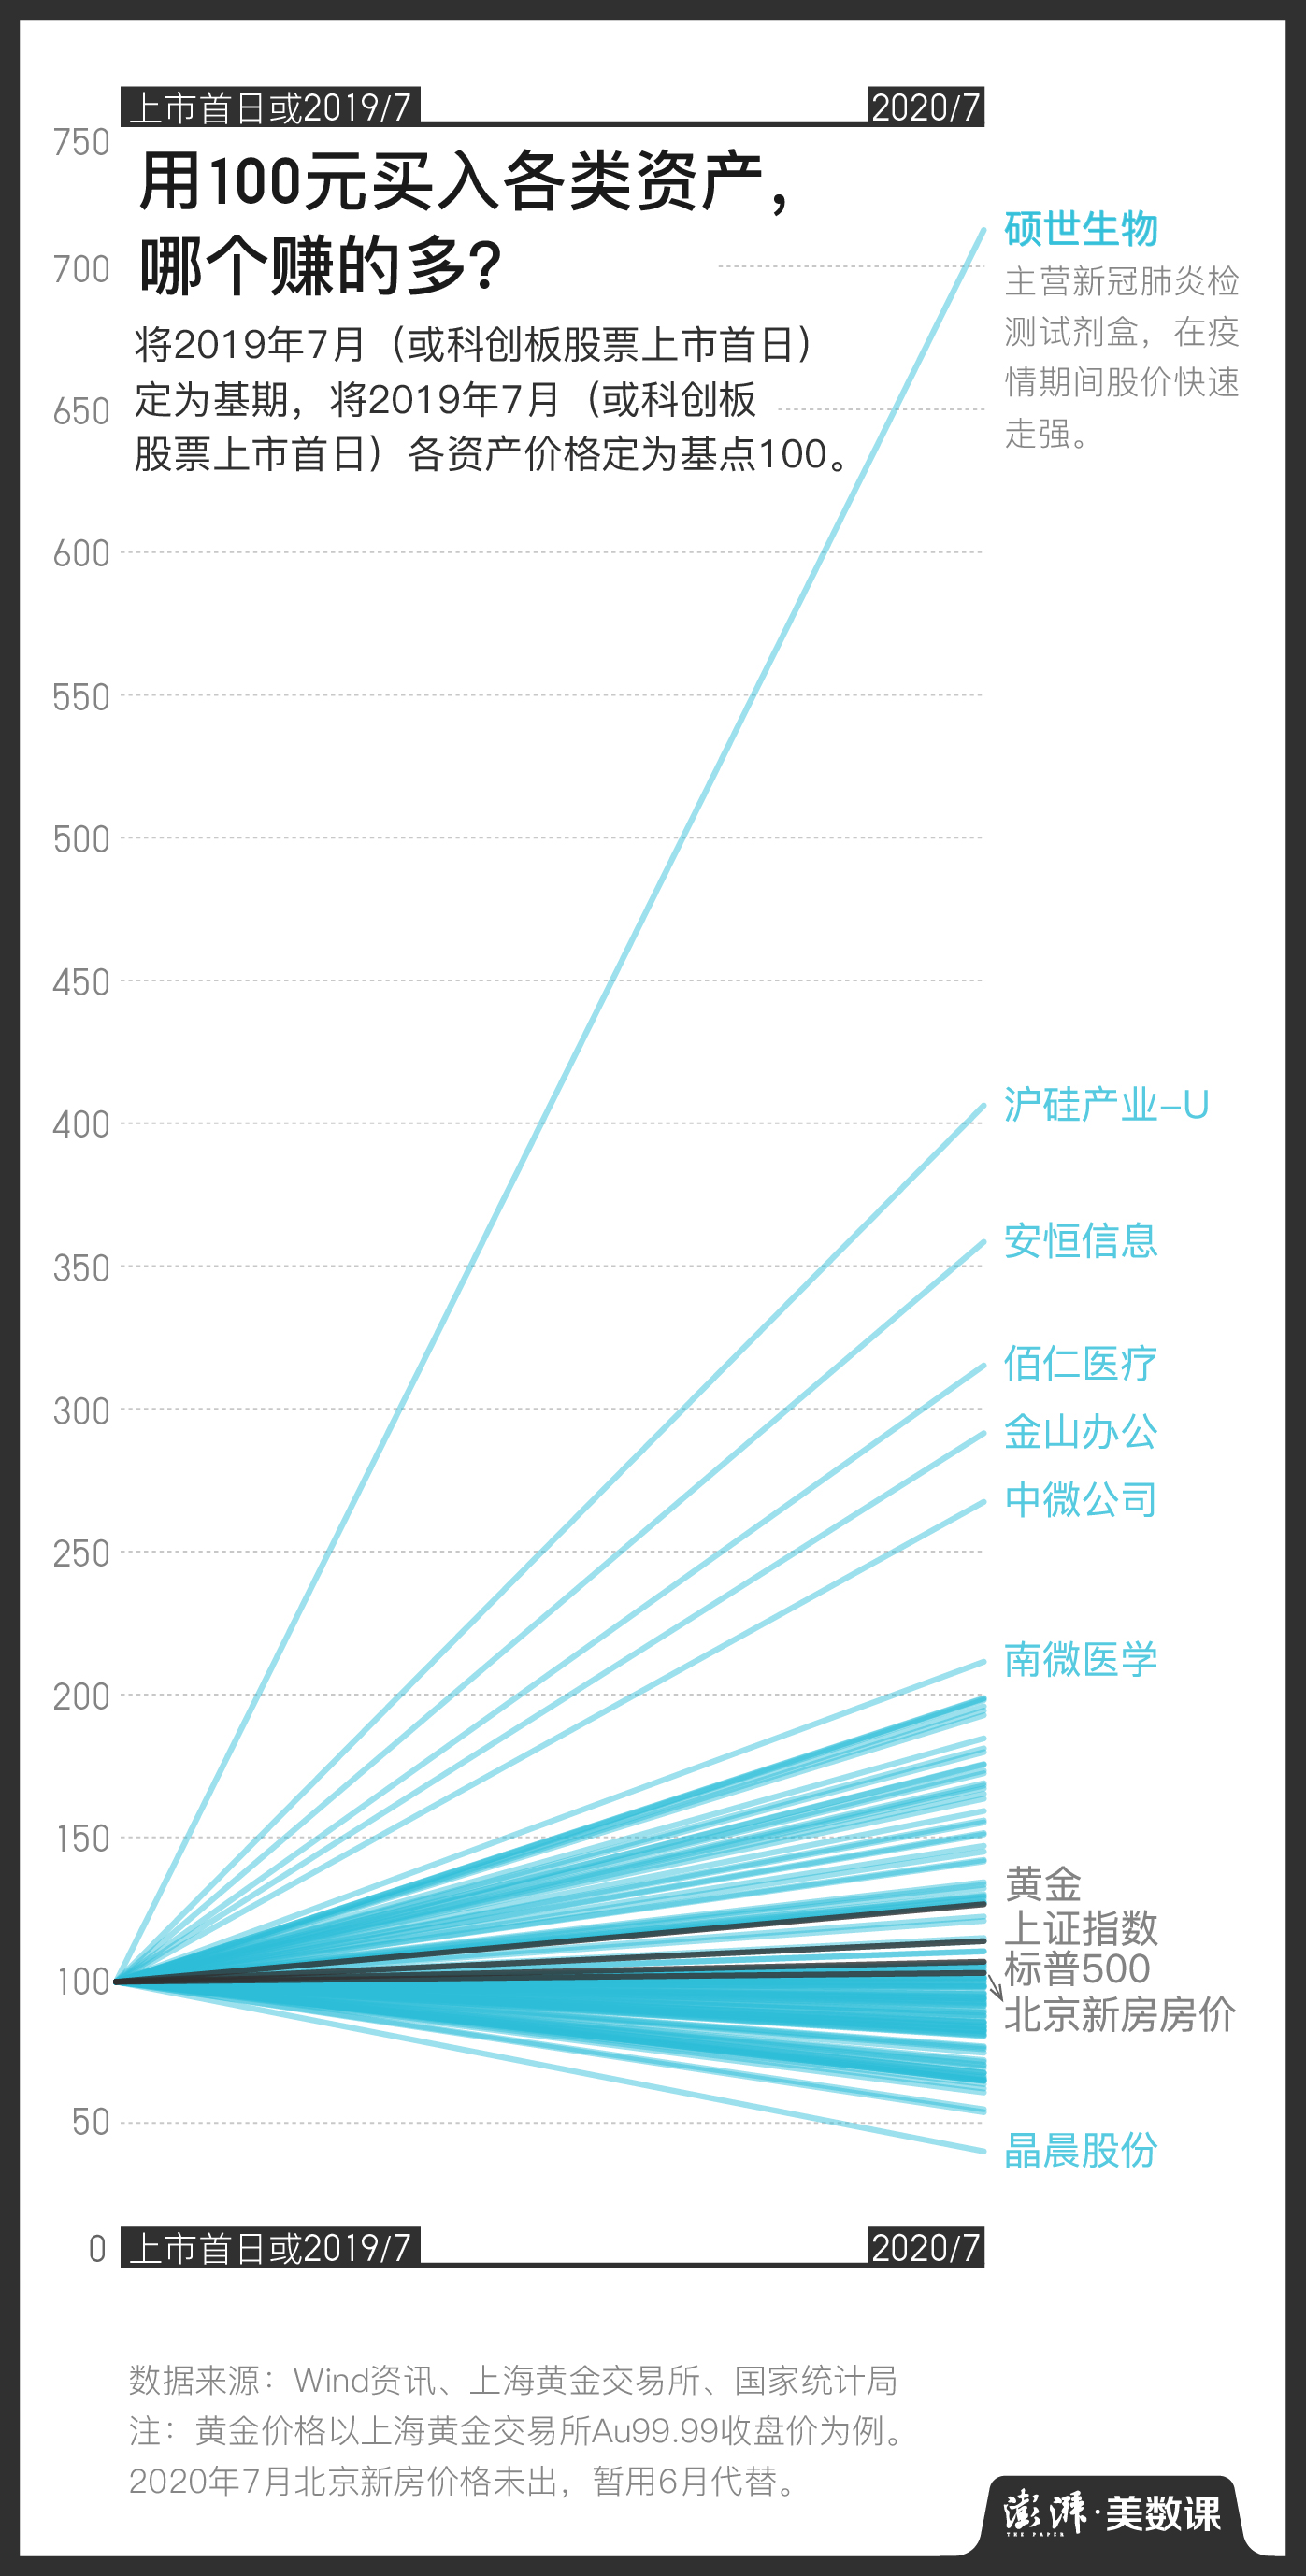 上市首日或2019/7
2020/7
750
用100元买入各类资产，
哪个赚的多？
将2019年7月（或科创板股票上市首日）
定为基期，将2019年7月（或科创板
股票上市首日）各资产价格定为基点100。
硕世生物
主营新冠肺炎检
测试剂盒，在疫
情期间股价快速
走强。
700
650
600
550
500
450
400
沪硅产业-U
安恒信息
350
佰仁医疗
300
金山办公
中微公司
250
南微医学
200
150
黄金
上证指数
标普500
100
北京新房房价
50
晶晨股份
0
上市首日或2019/7
2020/7
数据来源：Wind资讯、上海黄金交易所、国家统计局
注：黄金价格以上海黄金交易所Au99.99收盘价为例。
2020年7月北京新房价格未出，暂用6月代替。
澎湃·美数课
THE PAPER